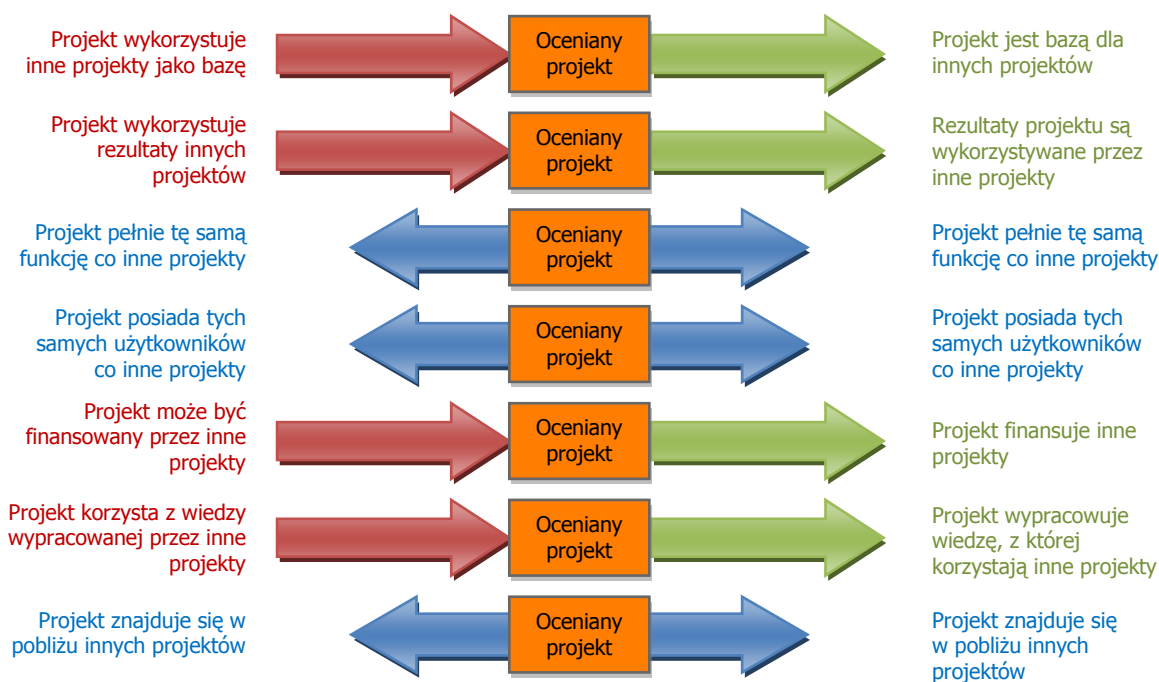 Projekt wykorzystuje
inne projekty jako bazę
Oceniany
projekt
Projekt jest bazą dla
innych projektów
Projekt wykorzystuje
rezultaty innych
projektów
Oceniany
projekt
Rezultaty projektu są
wykorzystywane przez
inne projekty
Projekt pełnie tę samą
funkcję co inne projekty
Oceniany
projekt
Projekt pełnie tę samą
funkcję co inne projekty
Projekt posiada tych
samych użytkowników
co inne projekty
Oceniany
projekt
Projekt posiada tych
samych użytkowników
co inne projekty
Projekt może być
finansowany przez inne
projekty
Oceniany
projekt
Projekt finansuje inne
projekty
Projekt korzysta z wiedzy
wypracowanej przez inne
projekty
Oceniany
projekt
Projekt wypracowuje
wiedzę, z której
korzystają inne projekty
Projekt znajduje się w
pobliżu innych projektów
Oceniany
projekt
Projekt znajduje się
w pobliżu innych
projektów